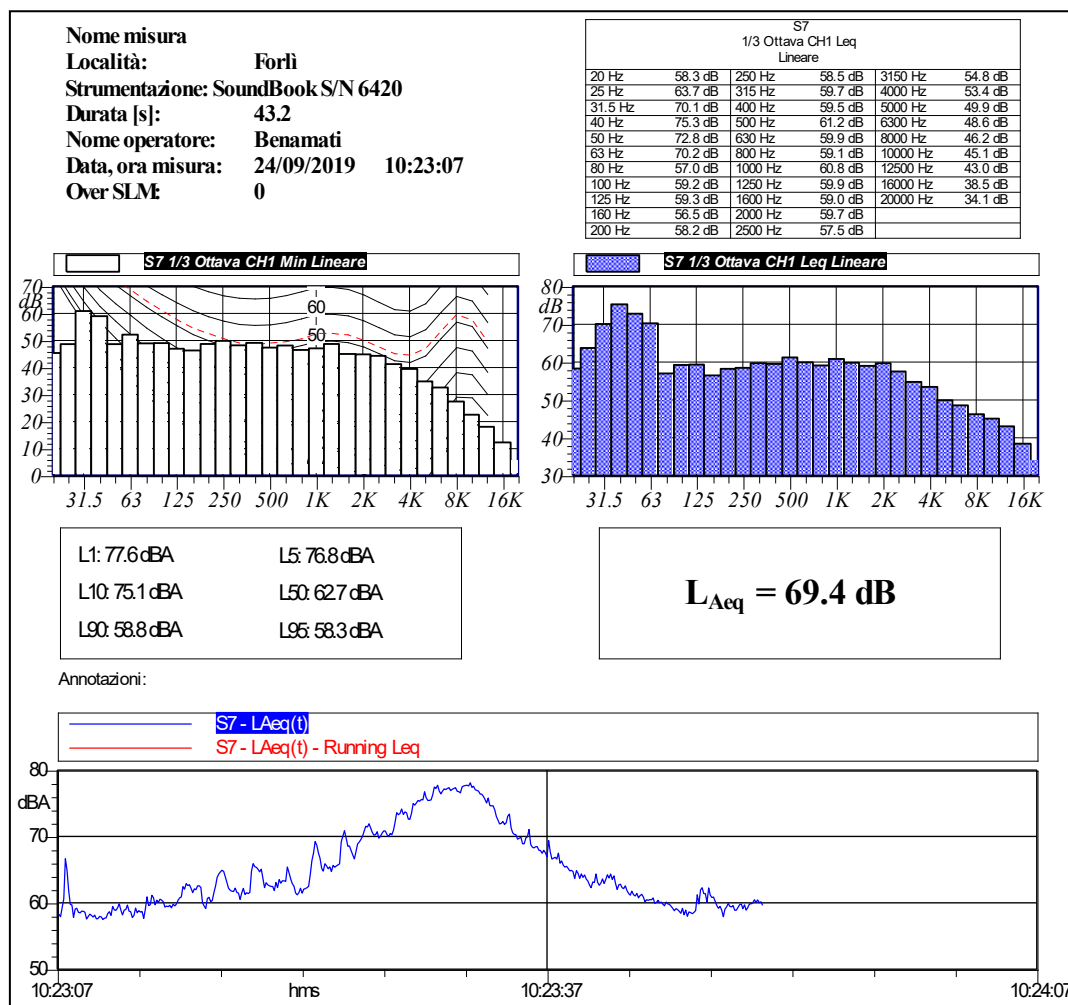 Nome misura
Località: Forlì
Strumentazione: SoundBook S/N 6420
Durata [s]: 43.2
Nome operatore: Benamati
Data, ora misura: 24/09/2019 10:23:07
Over SLM: 0
S7
1/3 Ottava CH1 Leq
Lineare
20 Hz 58.3 dB 250 Hz 58.5 dB 3150 Hz 54.8 dB
25 Hz 63.7 dB 315 Hz 59.7 dB 4000 Hz 53.4 dB
31.5 Hz 70.1 dB 400 Hz 59.5 dB 5000 Hz 49.9 dB
40 Hz 75.3 dB 500 Hz 61.2 dB 6300 Hz 48.6 dB
50 Hz 72.8 dB 630 Hz 59.9 dB 8000 Hz 46.2 dB
63 Hz 70.2 dB 800 Hz 59.1 dB 10000 Hz 45.1 dB
80 Hz 57.0 dB 1000 Hz 60.8 dB 12500 Hz 43.0 dB
100 Hz 59.2 dB 1250 Hz 59.9 dB 16000 Hz 38.5 dB
125 Hz 59.3 dB 1600 Hz 59.0 dB 20000 Hz 34.1 dB
160 Hz 56.5 dB 2000 Hz 59.7 dB
200 Hz 58.2 dB 2500 Hz 57.5 dB
S7 1/3 Ottava CH1 Min Lineare
70
dB
60
50
40
30
20
10
0
60
50
31.5 63 125 250 500 1K 2K 4K 8K 16K
S7 1/3 Ottava CH1 Leq Lineare
80
dB
70
60
50
40
30
31.5 63 125 250 500 1K 2K 4K 8K 16K
L1: 77.6 dBA L5: 76.8 dBA
L10: 75.1 dBA L50: 62.7 dBA
L90: 58.8 dBA L95: 58.3 dBA
LAeq = 69.4 dB
Annotazioni:
S7 - LAeq(t)
S7 - LAeq(t) - Running Leq
80
dBA
70
60
50
10:23:07 hms 10:23:37 10:24:07